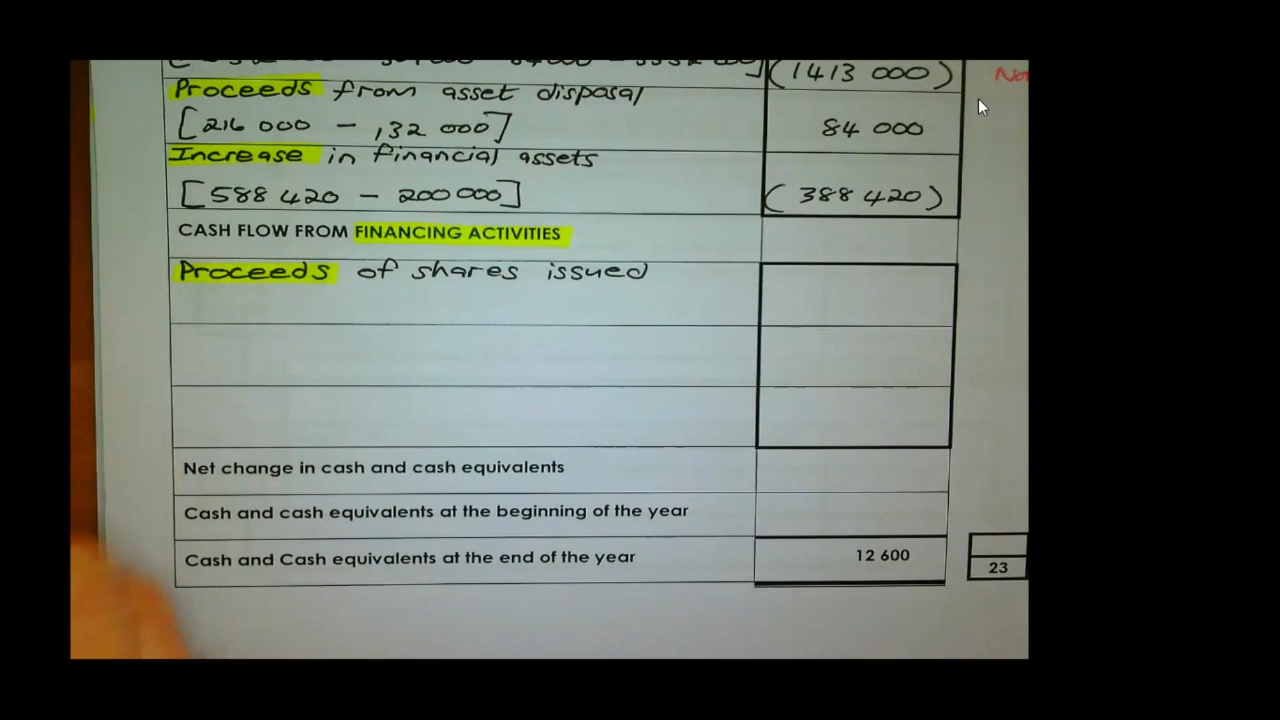 (1413 000)
Proceeds from asset disposal
[216 000 - 132 000] 84 000
Increase in financial assets
[588 420 - 200 000] (388 420)
CASH FLOW FROM FINANCING ACTIVITIES
Proceeds of shares issued
Net change in cash and cash equivalents
Cash and cash equivalents at the beginning of the year
Cash and Cash equivalents at the end of the year 12 600
23